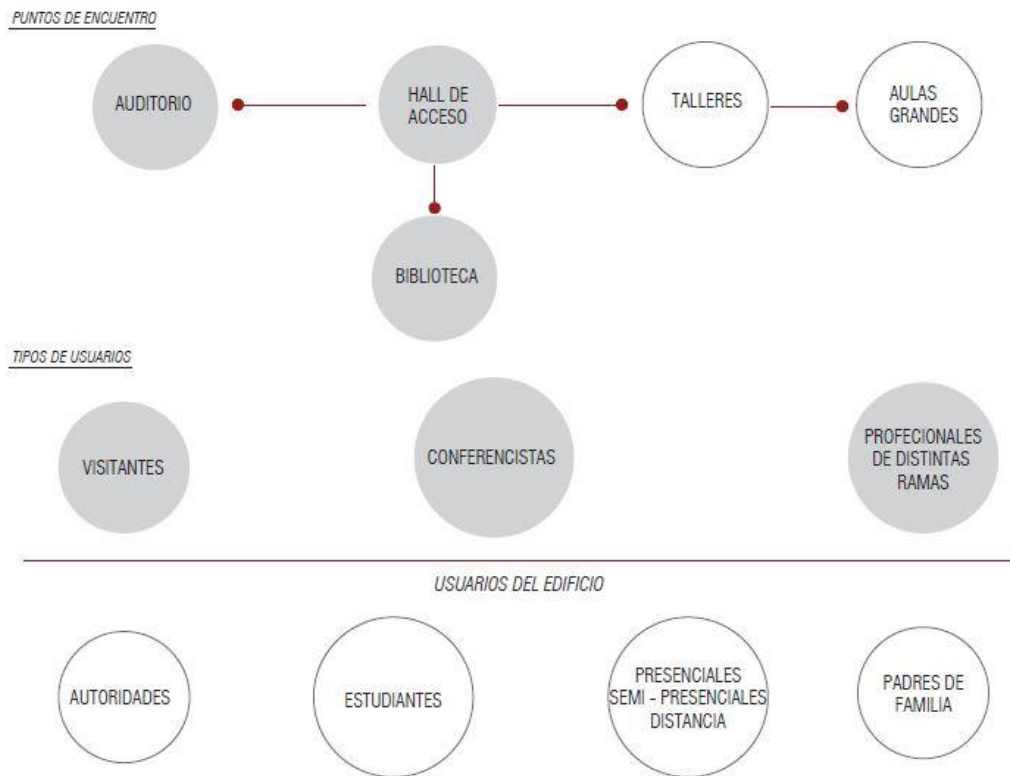 PUNTOS DE ENCUENTRO
AUDITORIO
HALL DE
ACCESO
TALLERES
AULAS
GRANDES
BIBLIOTECA
TIPOS DE USUARIOS
VISITANTES
CONFERENCISTAS
PROFECIONALES
DE DISTINTAS
RAMAS
USUARIOS DEL EDIFICIO
AUTORIDADES
ESTUDIANTES
PRESENCIALES
SEMI - PRESENCIALES
DISTANCIA
PADRES DE
FAMILIA